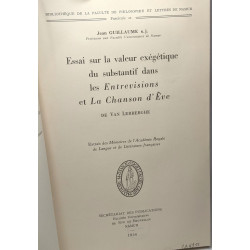 BIBLIOTHÈQUE DE LA FACULTÉ DE PHILOSOPHIE ET LETTRES DE NAMUR
Jean GUILLAUME S.J.
Essai sur la valeur exégétique
du substantif dans
les Entrevisions
et La Chanson d'Ève
DE VAN LERBERGHE
Extrait des Mémoires de l'Académie Royale
de Langue et de Littérature Françaises
SECRÉTARIAT DES PUBLICATIONS
NAMUR